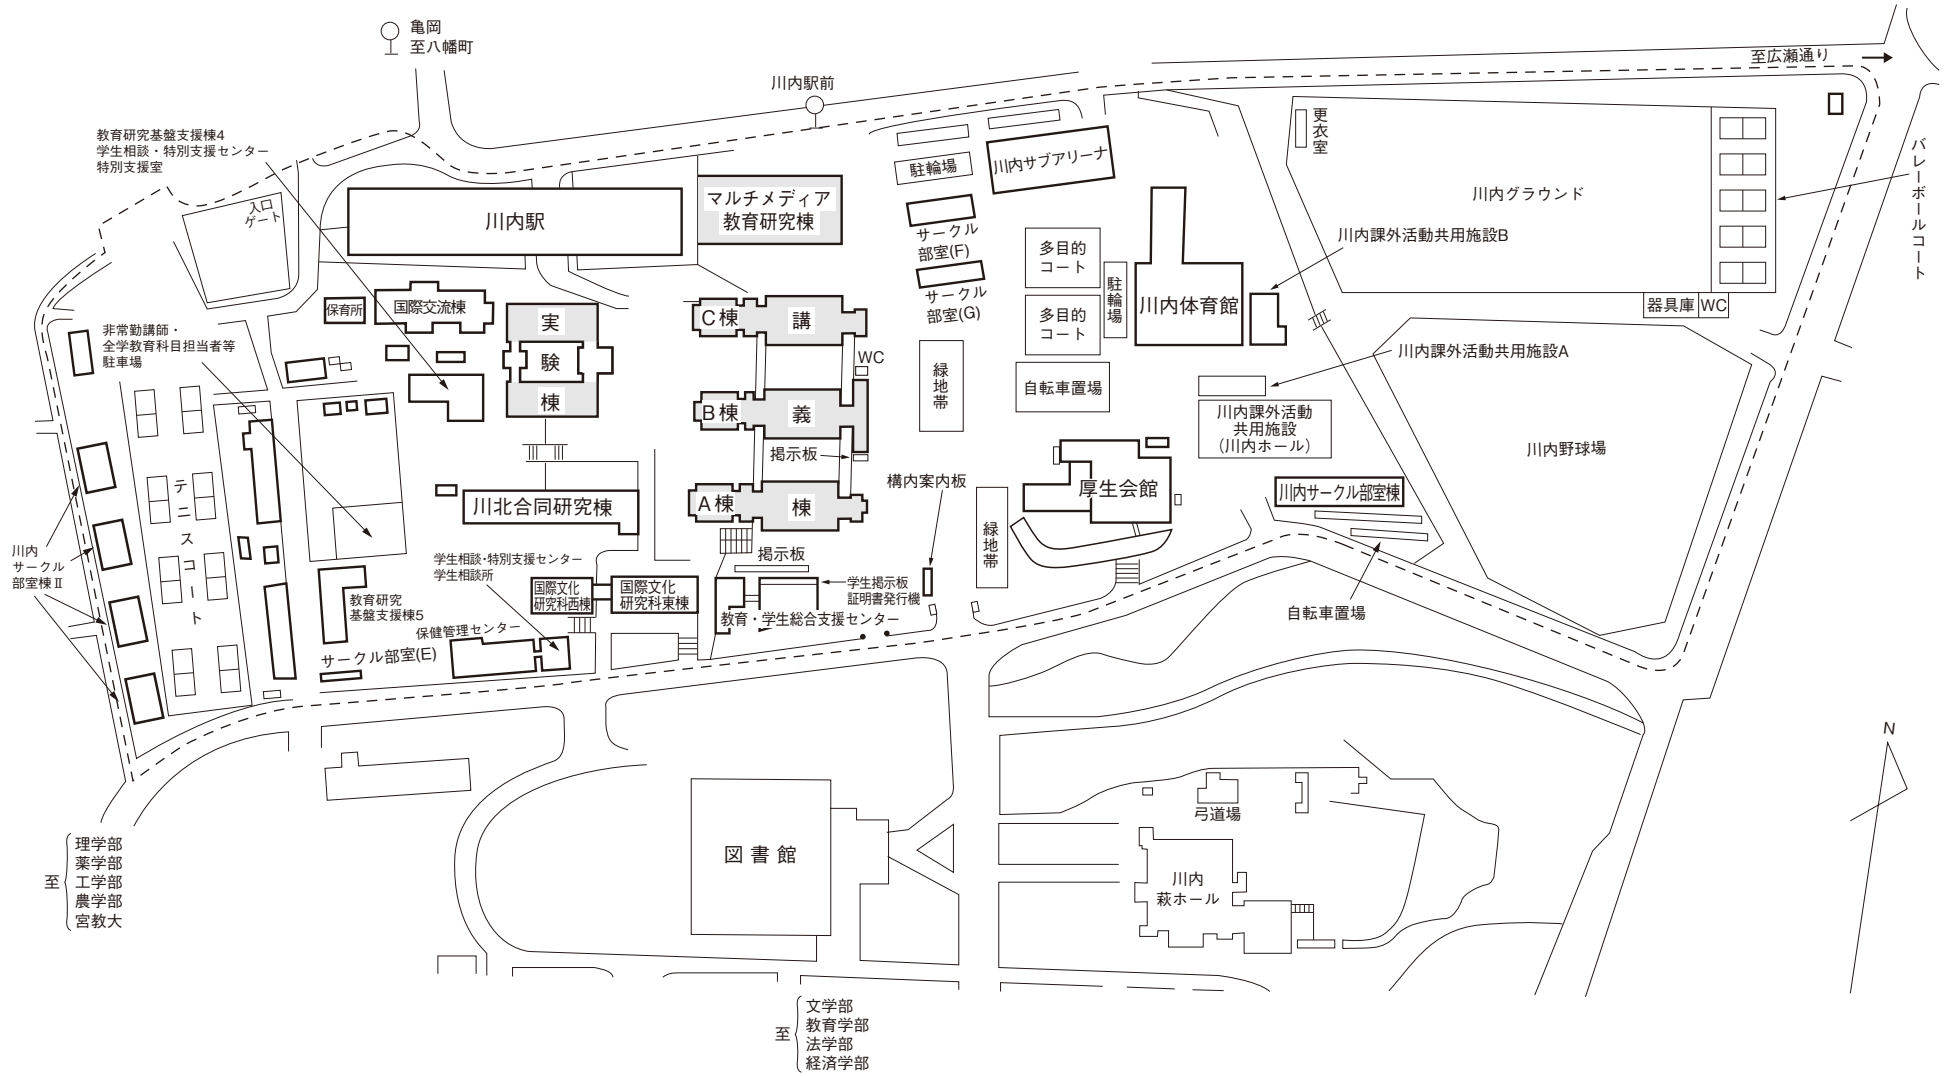 亀岡
至八幡町
川内駅前
至広瀬通り
教育研究基盤支援棟4
学生相談・特別支援センター
特別支援室
入口
ゲート
川内駅
マルチメディア
教育研究棟
駐輪場
川内サブアリーナ
サークル
部室(F)
サークル
部室(G)
多目的
コート
多目的
コート
駐輪場
川内体育館
更衣室
川内グラウンド
バレーボールコート
川内課外活動共用施設B
器具庫
WC
川内課外活動共用施設A
保育所
国際交流棟
実
験
棟
C棟
講
WC
B棟
義
掲示板
A棟
棟
緑地帯
自転車置場
川内課外活動
共用施設
(川内ホール)
川内野球場
非常勤講師・
全学教育科目担当者等
駐車場
テニスコート
川内
サークル
部室棟Ⅱ
川北合同研究棟
構内案内板
緑地帯
厚生会館
川内サークル部室棟
自転車置場
掲示板
学生掲示板
証明書発行機
学生相談・特別支援センター
学生相談所
国際文化
研究科西棟
国際文化
研究科東棟
教育・学生総合支援センター
教育研究
基盤支援棟5
保健管理センター
サークル部室(E)
N
図書館
弓道場
川内
萩ホール
至
理学部
薬学部
工学部
農学部
宮教大
至
文学部
教育学部
法学部
経済学部